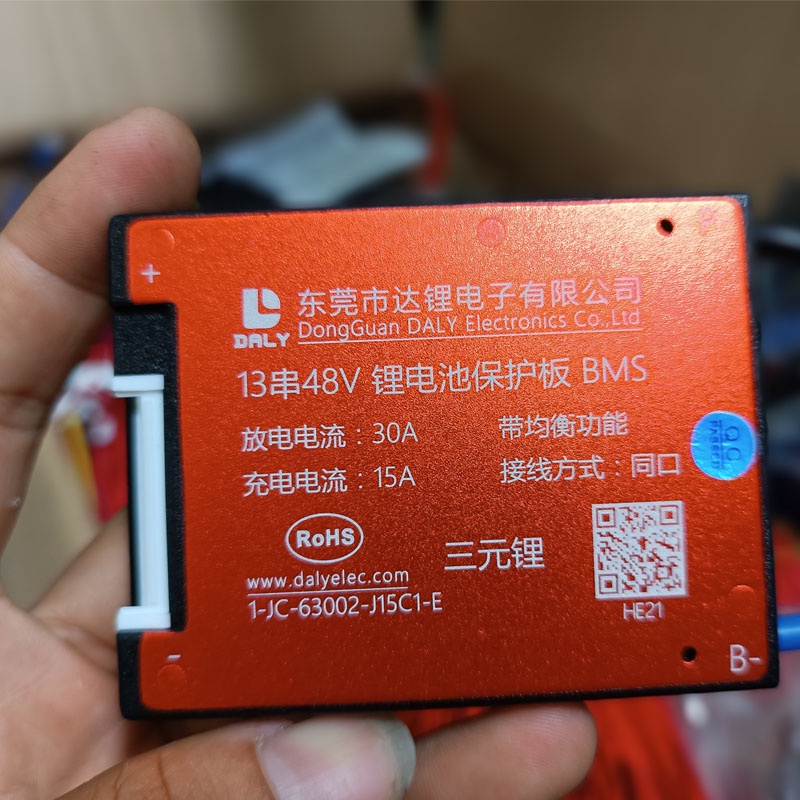 +
DALY
东莞市达锂电子有限公司
DongGuan DALY Electronics Co.,Ltd
13串48V 锂电池保护板 BMS
放电电流：30A
带均衡功能
充电电流：15A
接线方式：同口
QC
RoHS
三元锂
www.dalyelec.com
1-JC-63002-J15C1-E
HE21
-
B-